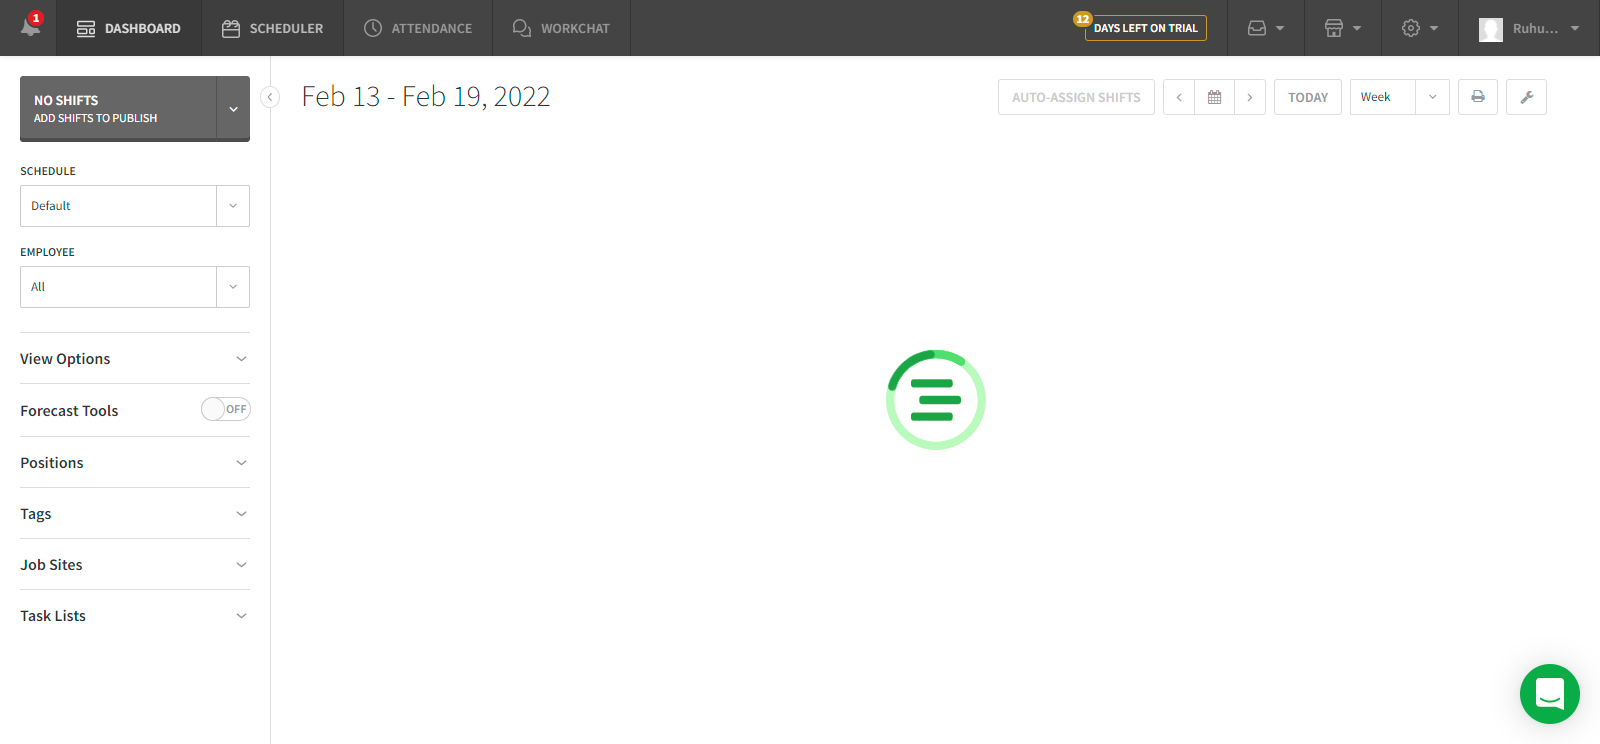 1
DASHBOARD
SCHEDULER
ATTENDANCE
WORKCHAT
12
DAYS LEFT ON TRIAL
Ruhu...
NO SHIFTS
ADD SHIFTS TO PUBLISH
Feb 13 - Feb 19, 2022
AUTO-ASSIGN SHIFTS
TODAY
Week
SCHEDULE
Default
EMPLOYEE
All
View Options
Forecast Tools
OFF
Positions
Tags
Job Sites
Task Lists